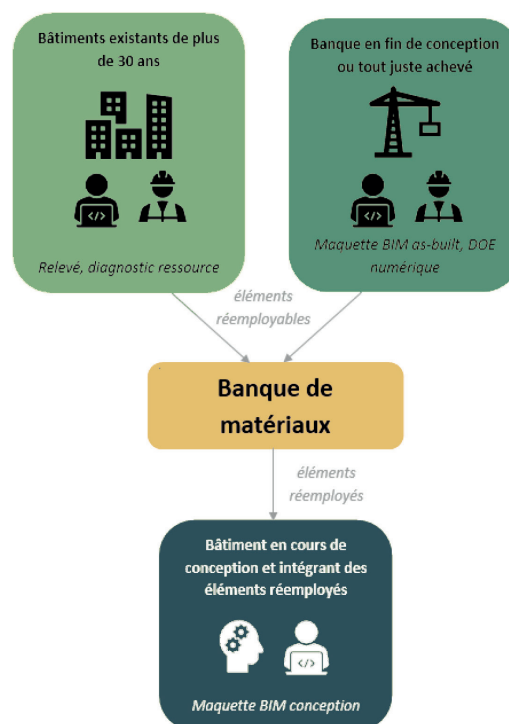 Bâtiments existants de plus
de 30 ans
</>
Relevé, diagnostic ressource
Banque en fin de conception
ou tout juste achevé
</>
Maquette BIM as-built, DOE
numérique
éléments
réemployables
Banque de
matériaux
éléments
réemployés
Bâtiment en cours de
conception et intégrant des
éléments réemployés
</>
Maquette BIM conception